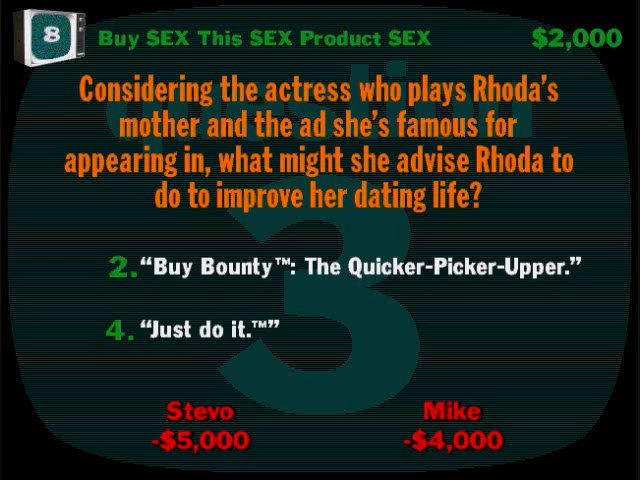 8 Buy SEX This SEX Product SEX $2,000
question
3
Considering the actress who plays Rhoda's
mother and the ad she's famous for
appearing in, what might she advise Rhoda to
do to improve her dating life?
2. “Buy Bounty™: The Quicker-Picker-Upper.”
4. “Just do it.™”
Stevo Mike
-$5,000 -$4,000